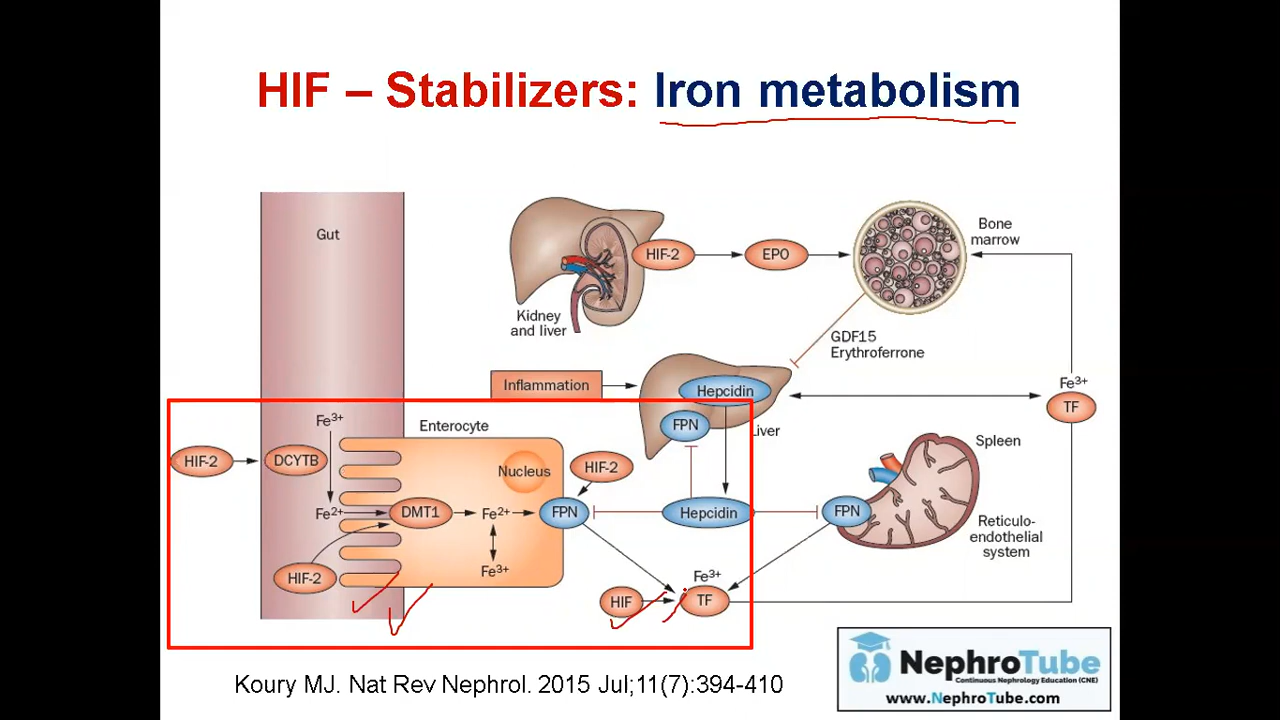 HIF – Stabilizers: Iron metabolism
Gut
HIF-2
EPO
Bone
marrow
Kidney
and liver
GDF15
Erythroferrone
Inflammation
Hepcidin
Fe3+
TF
FPN
Liver
Fe3+
Enterocyte
HIF-2
DCYTB
Nucleus
HIF-2
Spleen
Fe2+
DMT1
Fe2+
FPN
Hepcidin
FPN
Reticulo-
endothelial
system
HIF-2
Fe3+
Fe3+
HIF
TF
NephroTube
Continuous Nephrology Education (CNE)
www.NephroTube.com
Koury MJ. Nat Rev Nephrol. 2015 Jul;11(7):394-410